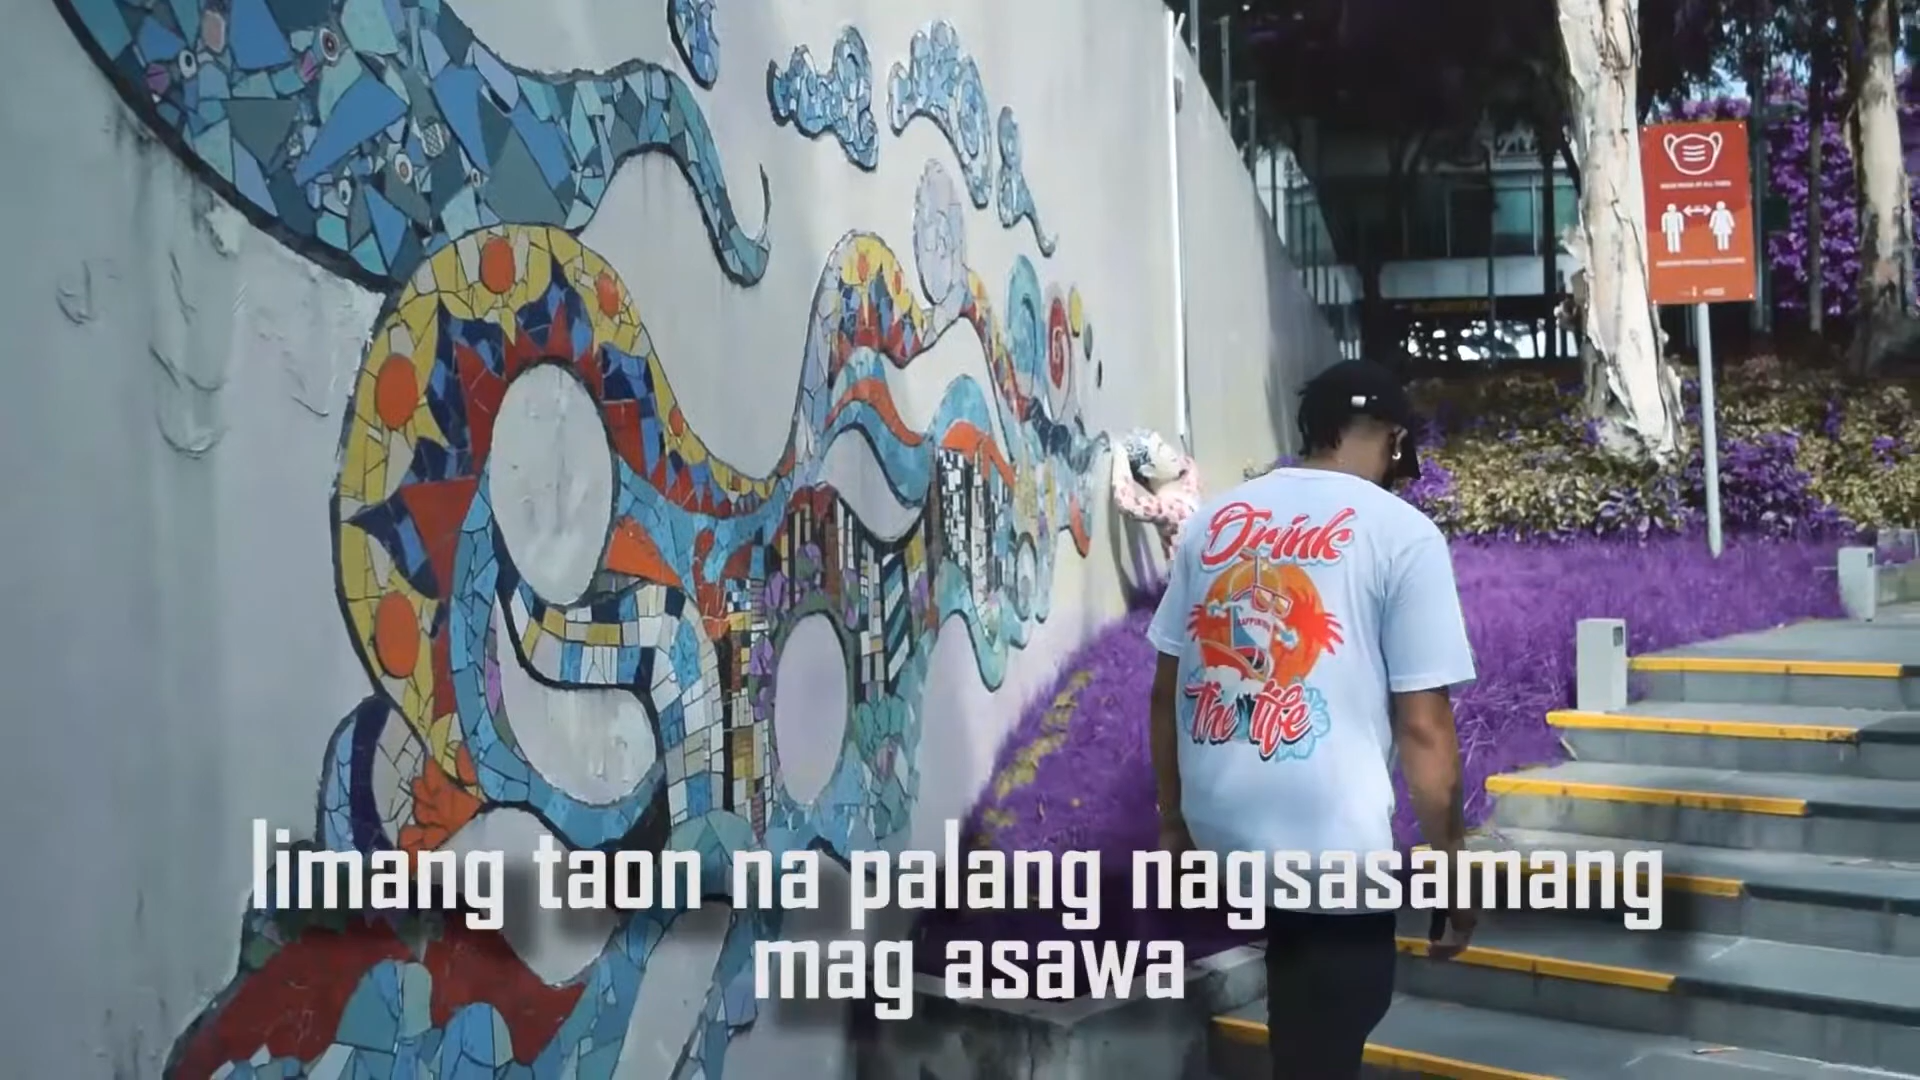 Drink
The life
limang taon na palang nagsasamang
mag asawa